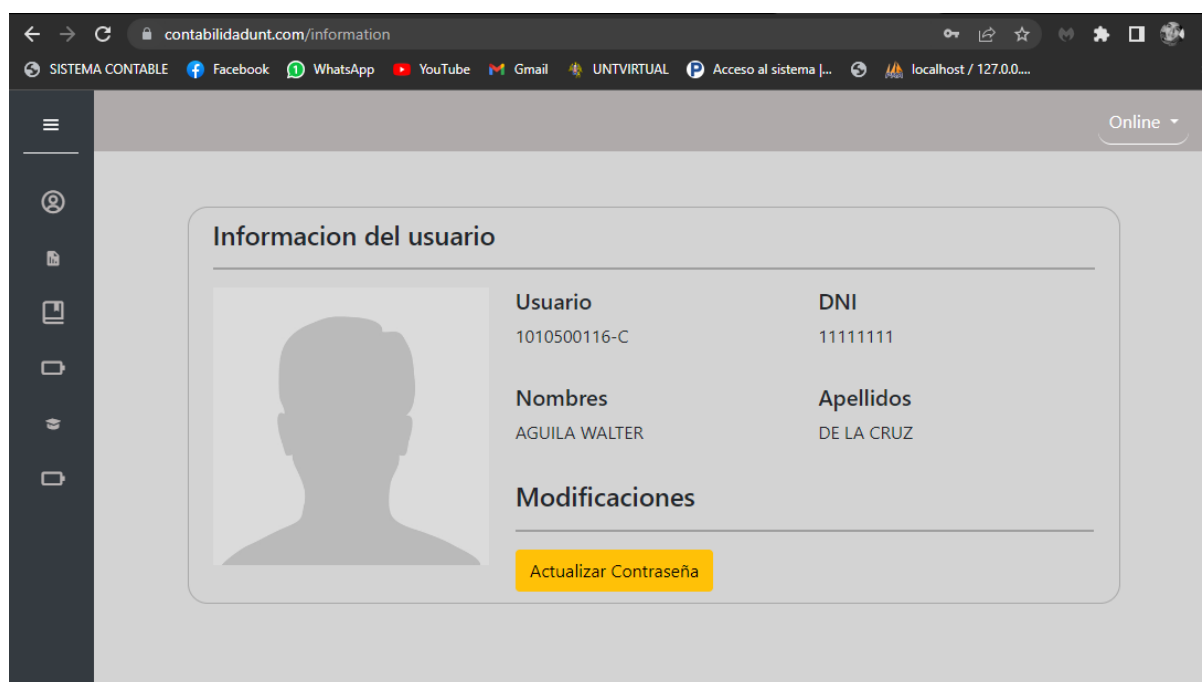 contabilidadunt.com/information
SISTEMA CONTABLE Facebook 1 WhatsApp YouTube Gmail UNTVIRTUAL Acceso al sistema |... localhost / 127.0.0....
Online
Informacion del usuario
Usuario DNI
1010500116-C 11111111
Nombres Apellidos
AGUILA WALTER DE LA CRUZ
Modificaciones
Actualizar Contraseña